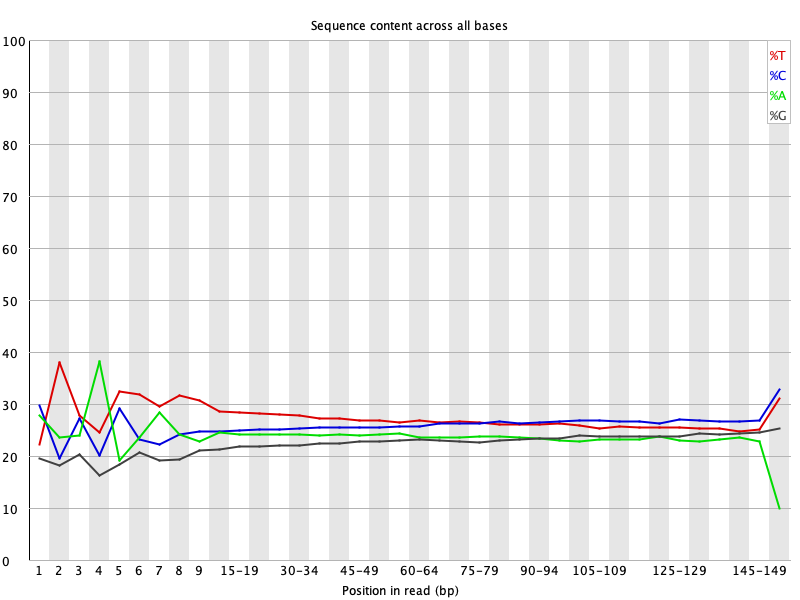 Sequence content across all bases
100
90
80
70
60
50
40
30
20
10
0
%T
%C
%A
%G
1 2 3 4 5 6 7 8 9 15-19 30-34 45-49 60-64 75-79 90-94 105-109 125-129 145-149
Position in read (bp)